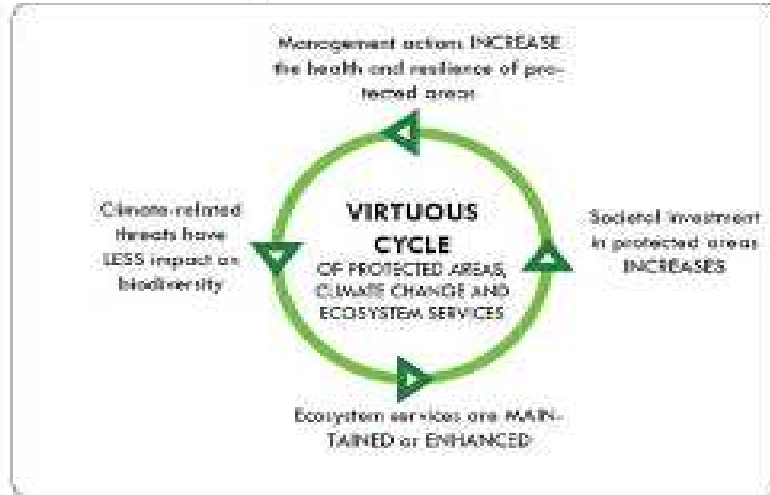 Management actions INCREASE
the health and resilience of pro-
tected areas
Climate-related
threats have
LESS impact on
biodiversity
VIRTUOUS
CYCLE
OF PROTECTED AREAS,
CLIMATE CHANGE AND
ECOSYSTEM SERVICES
Societal investment
in protected areas
INCREASES
Ecosystem services are MAIN-
TAINED or ENHANCED